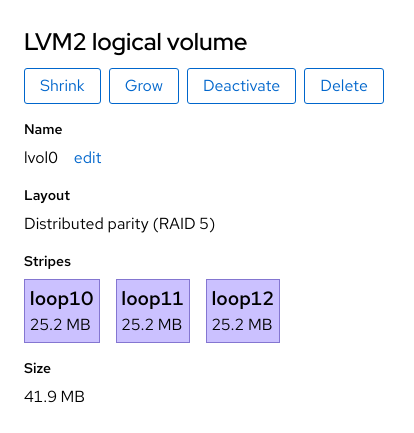 LVM2 logical volume
Shrink Grow Deactivate Delete
Name
lvol0 edit
Layout
Distributed parity (RAID 5)
Stripes
loop10 loop11 loop12
25.2 MB 25.2 MB 25.2 MB
Size
41.9 MB